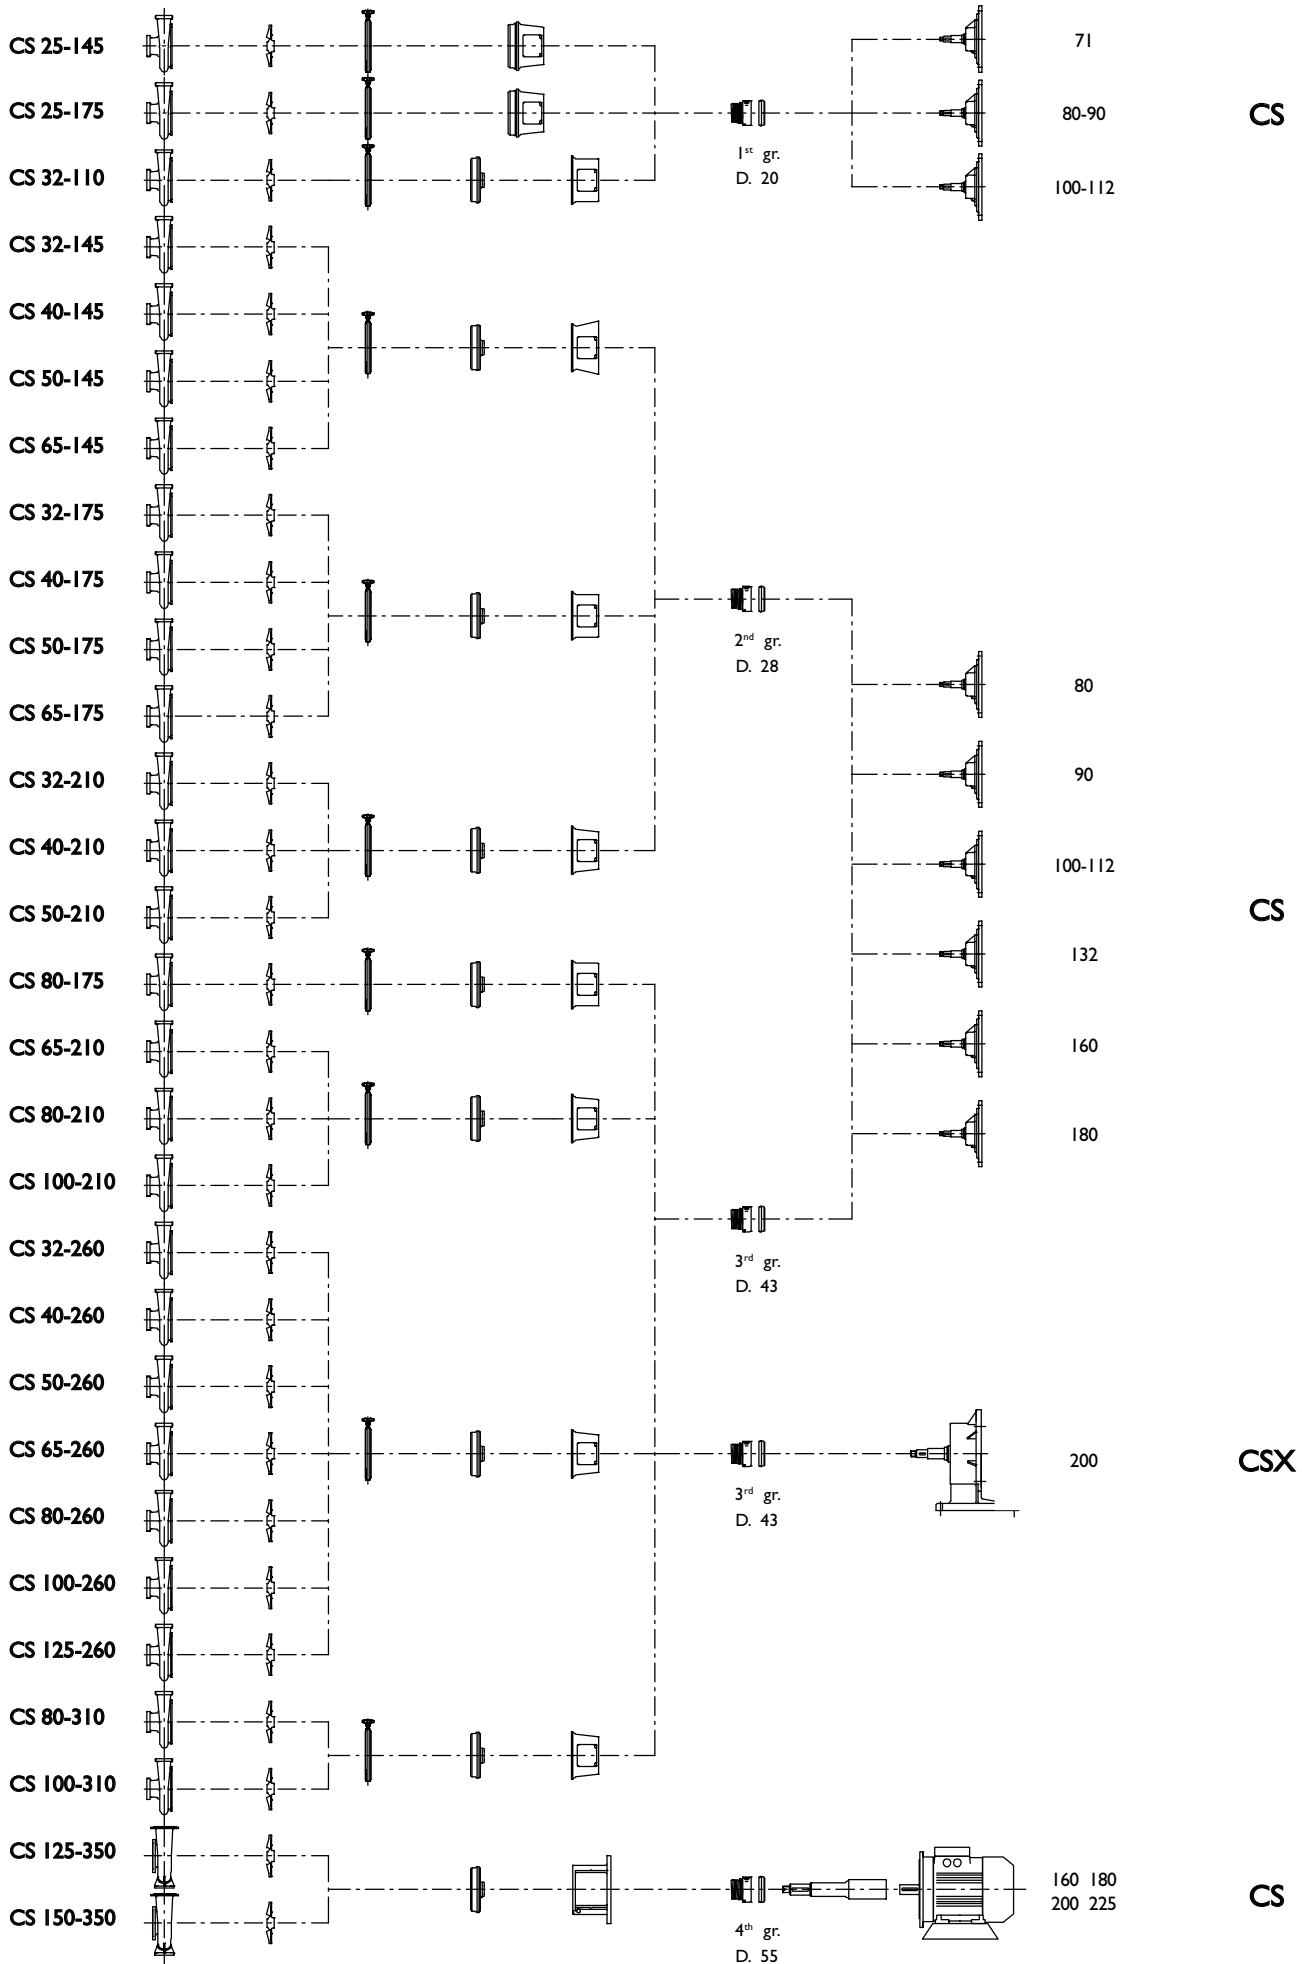 CS 25-145
71
CS 25-175
80-90
CS
1st gr.
D. 20
CS 32-110
100-112
CS 32-145
CS 40-145
CS 50-145
CS 65-145
CS 32-175
CS 40-175
CS 50-175
2nd gr.
D. 28
80
CS 65-175
CS 32-210
90
CS 40-210
100-112
CS 50-210
CS
CS 80-175
132
CS 65-210
160
CS 80-210
180
CS 100-210
CS 32-260
3rd gr.
D. 43
CS 40-260
CS 50-260
CS 65-260
200
CSX
3rd gr.
D. 43
CS 80-260
CS 100-260
CS 125-260
CS 80-310
CS 100-310
CS 125-350
160 180
200 225
CS
CS 150-350
4th gr.
D. 55